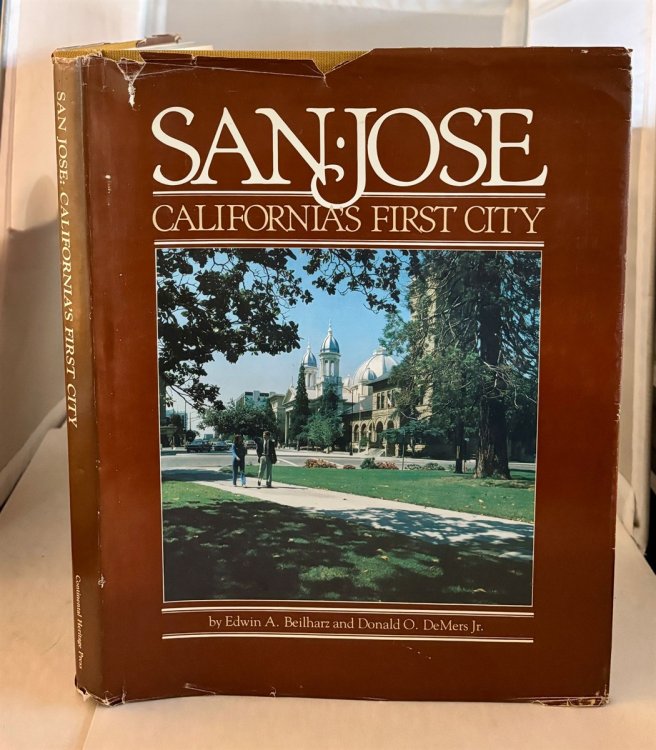 SAN·JOSE
CALIFORNIA'S FIRST CITY
by Edwin A. Beilharz and Donald O. DeMers Jr.
SAN JOSE: CALIFORNIA'S FIRST CITY
Continental Heritage Press